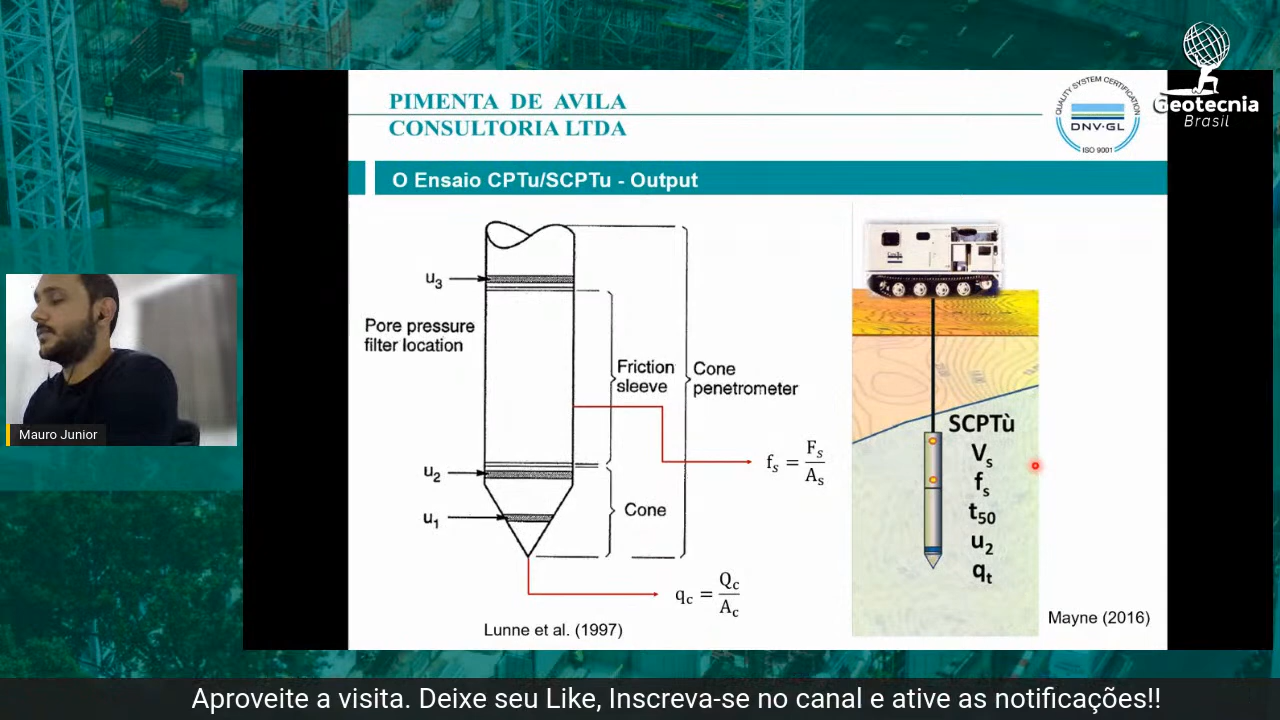 PIMENTA DE AVILA
CONSULTORIA LTDA
QUALITY SYSTEM CERTIFICATION
DNV·GL
ISO 9001
Geotecnia
Brasil
O Ensaio CPTu/SCPTu - Output
u3
Pore pressure
filter location
Friction
sleeve
Cone
penetrometer
fs = Fs/As
u2
Cone
u1
qc = Qc/Ac
Lunne et al. (1997)
SCPTù
Vs
fs
t50
u2
qt
Mayne (2016)
Mauro Junior
Aproveite a visita. Deixe seu Like, Inscreva-se no canal e ative as notificações!!